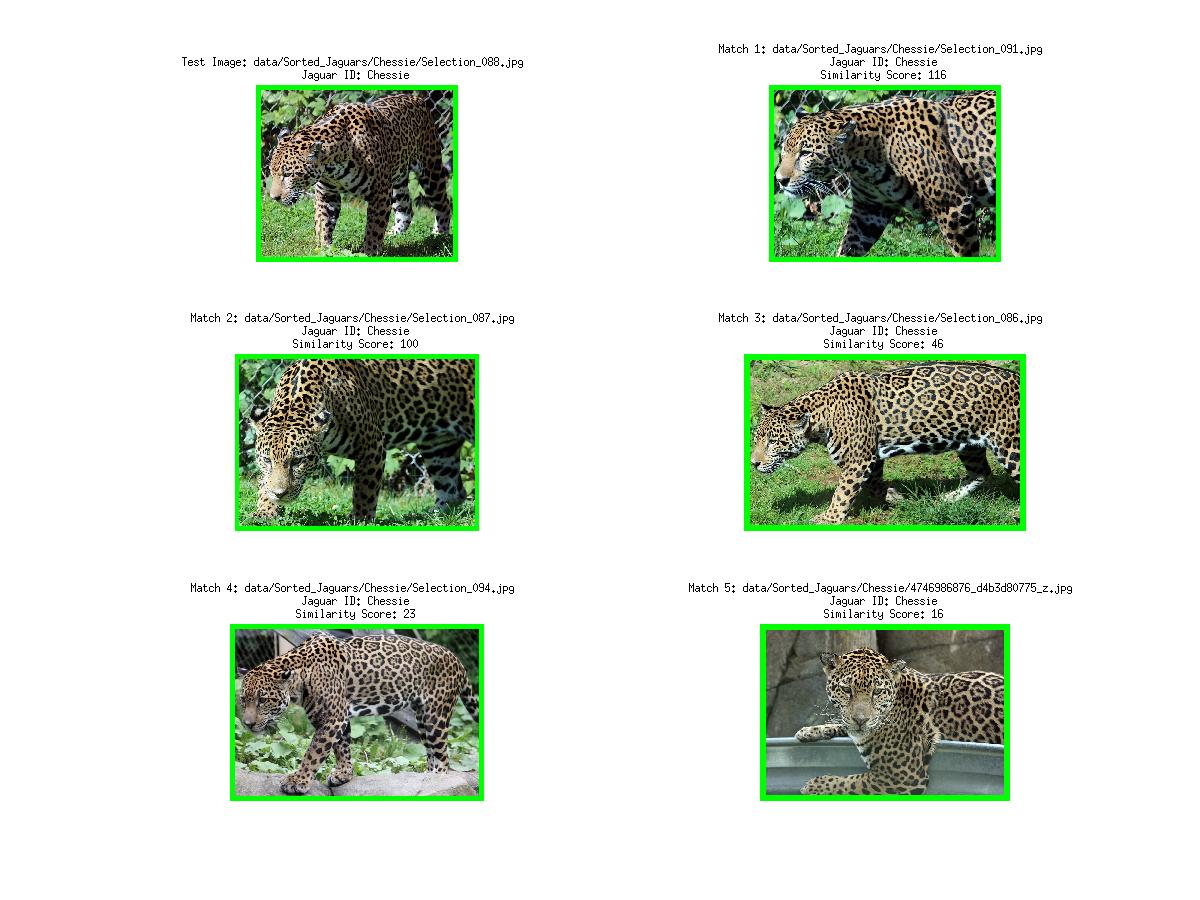 Test Image: data/Sorted_Jaguars/Chessie/Selection_088.jpg
Jaguar ID: Chessie
Match 1: data/Sorted_Jaguars/Chessie/Selection_091.jpg
Jaguar ID: Chessie
Similarity Score: 116
Match 2: data/Sorted_Jaguars/Chessie/Selection_087.jpg
Jaguar ID: Chessie
Similarity Score: 100
Match 3: data/Sorted_Jaguars/Chessie/Selection_086.jpg
Jaguar ID: Chessie
Similarity Score: 46
Match 4: data/Sorted_Jaguars/Chessie/Selection_094.jpg
Jaguar ID: Chessie
Similarity Score: 23
Match 5: data/Sorted_Jaguars/Chessie/4746986876_d4b3d80775_z.jpg
Jaguar ID: Chessie
Similarity Score: 16